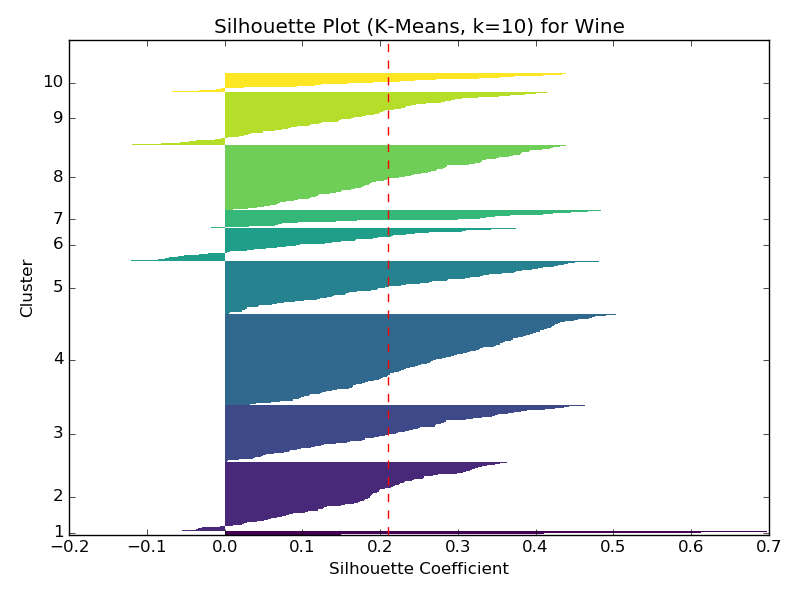 Silhouette Plot (K-Means, k=10) for Wine
10
9
8
7
6
5
4
3
2
1
Cluster
−0.2 −0.1 0.0 0.1 0.2 0.3 0.4 0.5 0.6 0.7
Silhouette Coefficient